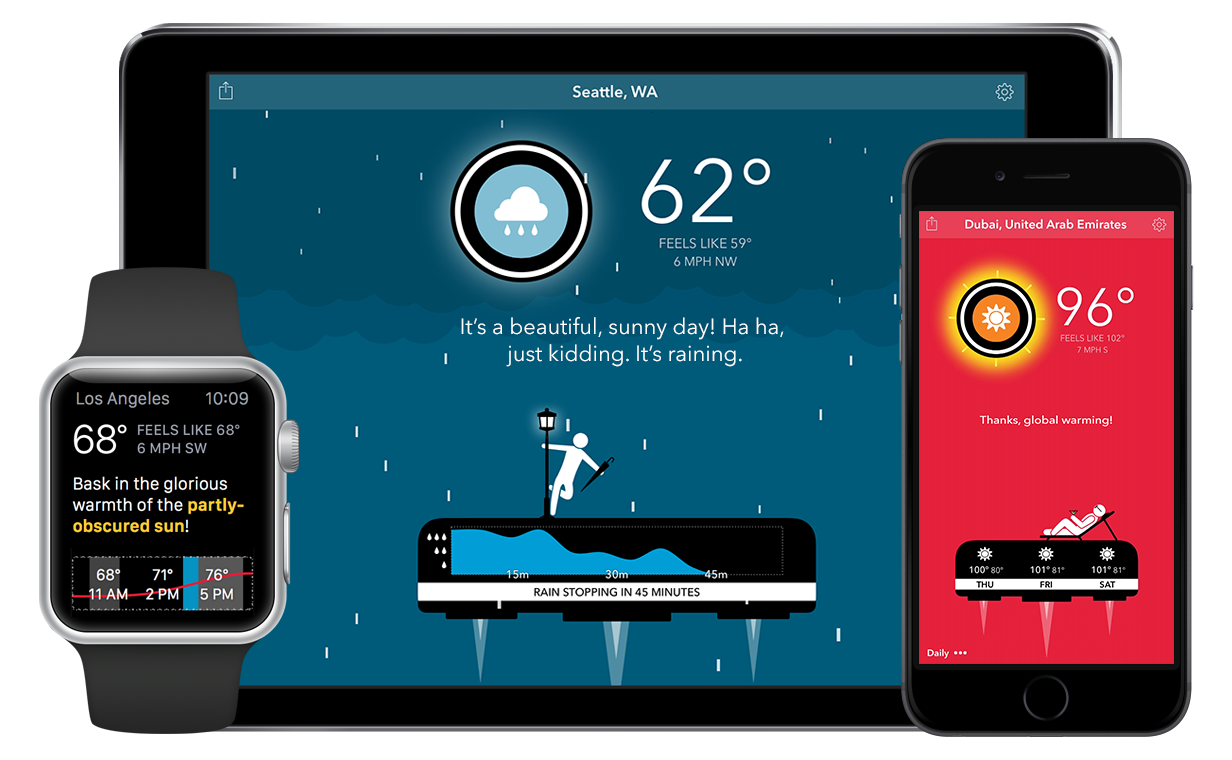 Seattle, WA
62°
FEELS LIKE 59°
6 MPH NW
It's a beautiful, sunny day! Ha ha,
just kidding. It's raining.
15m 30m 45m
RAIN STOPPING IN 45 MINUTES
Los Angeles 10:09
68° FEELS LIKE 68°
6 MPH SW
Bask in the glorious
warmth of the partly-
obscured sun!
68° 71° 76°
11 AM 2 PM 5 PM
Dubai, United Arab Emirates
96°
FEELS LIKE 102°
7 MPH S
Thanks, global warming!
100° 80° 101° 81° 101° 81°
THU FRI SAT
Daily •••